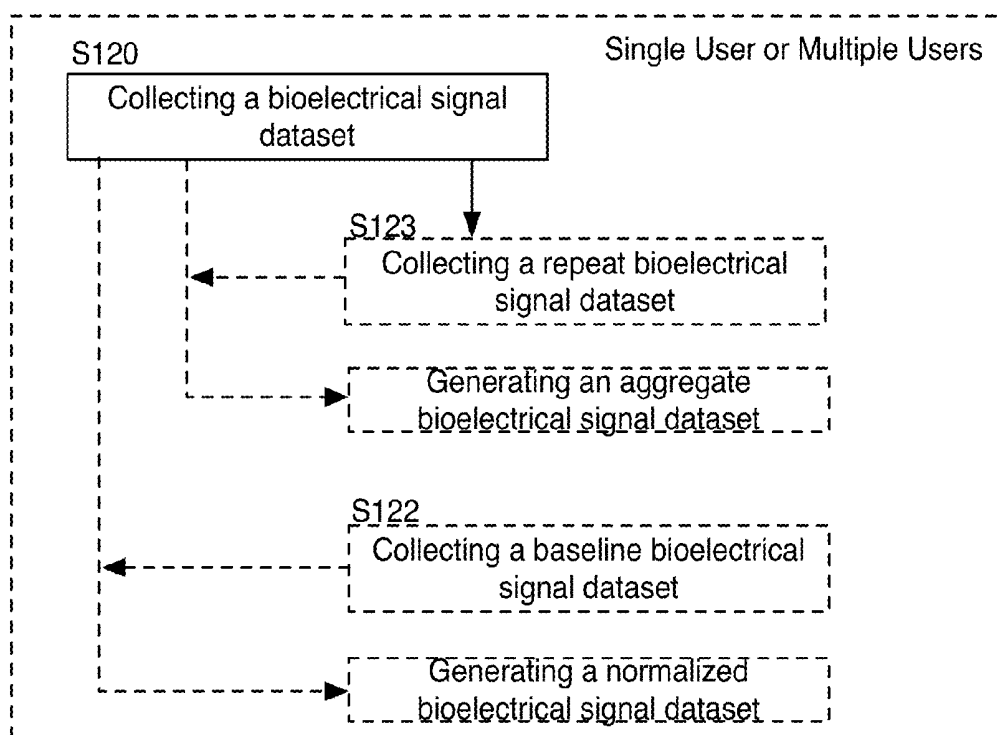 Single User or Multiple Users
S120
Collecting a bioelectrical signal
dataset
S123
Collecting a repeat bioelectrical
signal dataset
Generating an aggregate
bioelectrical signal dataset
S122
Collecting a baseline bioelectrical
signal dataset
Generating a normalized
bioelectrical signal dataset